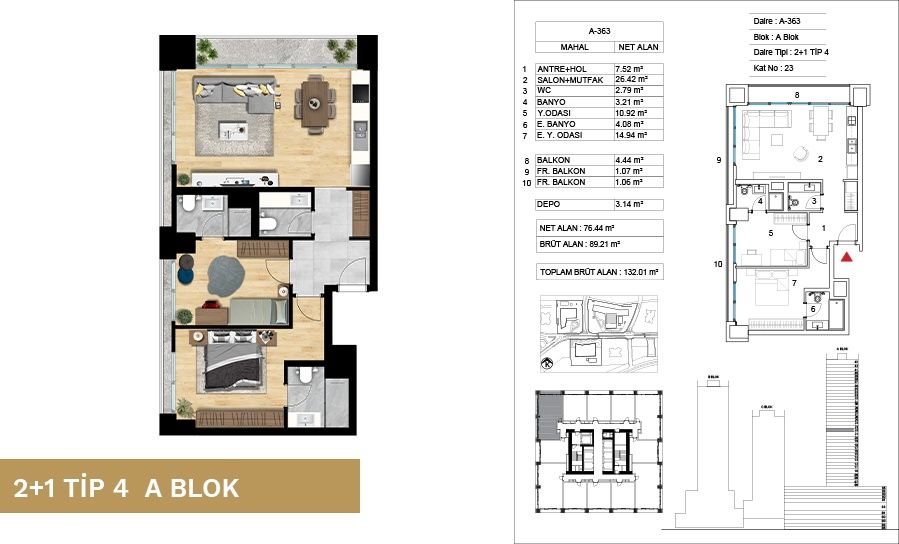 2+1 TİP 4 A BLOK
A-363
MAHAL NET ALAN
1 ANTRE+HOL 7.52 m²
2 SALON+MUTFAK 26.42 m²
3 WC 2.79 m²
4 BANYO 3.21 m²
5 Y.ODASI 10.92 m²
6 E. BANYO 4.08 m²
7 E. Y. ODASI 14.94 m²
8 BALKON 4.44 m²
9 FR. BALKON 1.07 m²
10 FR. BALKON 1.06 m²
DEPO 3.14 m²
NET ALAN : 76.44 m²
BRÜT ALAN : 89.21 m²
TOPLAM BRÜT ALAN : 132.01 m²
Daire : A-363
Blok : A Blok
Daire Tipi : 2+1 TİP 4
Kat No : 23
8
9
2
4
3
5
1
10
7
6
A BLOK
B BLOK
C BLOK